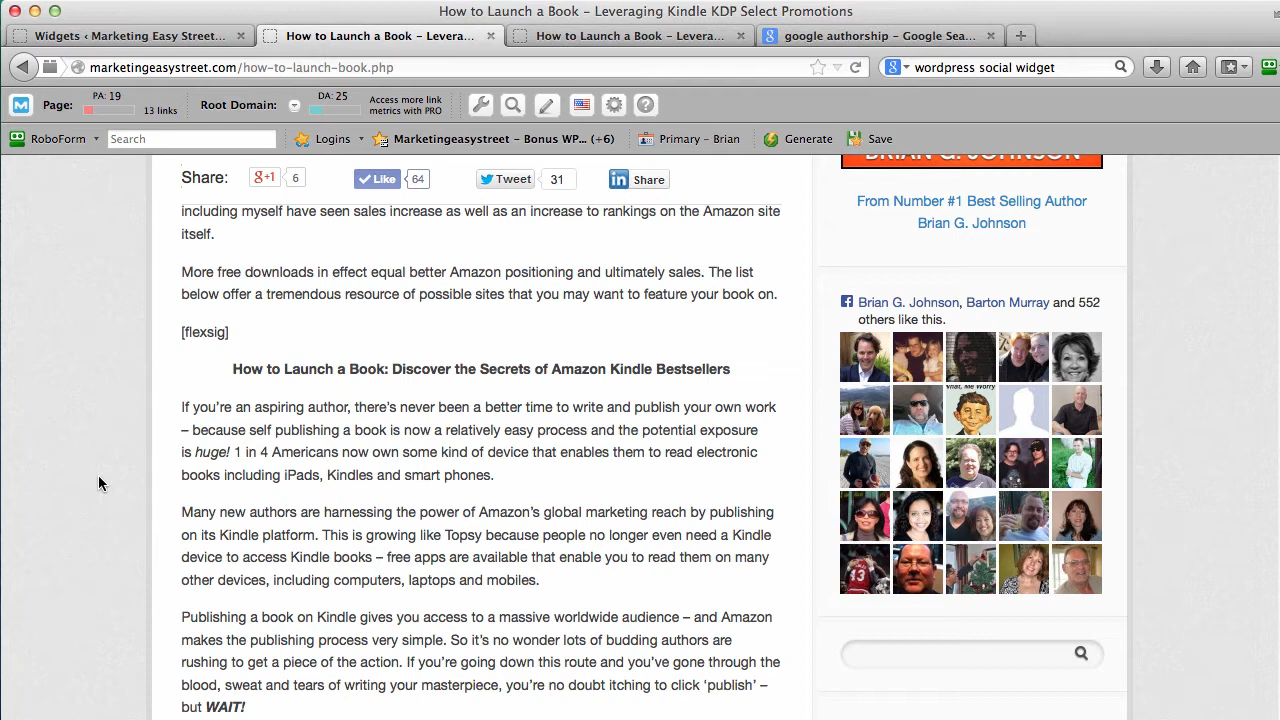 How to Launch a Book – Leveraging Kindle KDP Select Promotions
Widgets ‹ Marketing Easy Street...
How to Launch a Book – Levera...
How to Launch a Book – Levera...
google authorship – Google Sea...
marketingeasystreet.com/how-to-launch-book.php
wordpress social widget
Page:
PA: 19
13 links
Root Domain:
DA: 25
Access more link
metrics with PRO
RoboForm
Search
Logins
Marketingeasystreet – Bonus WP... (+6)
Primary – Brian
Generate
Save
Share:
g+1
6
Like
64
Tweet
31
in Share
including myself have seen sales increase as well as an increase to rankings on the Amazon site
itself.
More free downloads in effect equal better Amazon positioning and ultimately sales. The list
below offer a tremendous resource of possible sites that you may want to feature your book on.
[flexsig]
How to Launch a Book: Discover the Secrets of Amazon Kindle Bestsellers
If you're an aspiring author, there's never been a better time to write and publish your own work
– because self publishing a book is now a relatively easy process and the potential exposure
is huge! 1 in 4 Americans now own some kind of device that enables them to read electronic
books including iPads, Kindles and smart phones.
Many new authors are harnessing the power of Amazon's global marketing reach by publishing
on its Kindle platform. This is growing like Topsy because people no longer even need a Kindle
device to access Kindle books – free apps are available that enable you to read them on many
other devices, including computers, laptops and mobiles.
Publishing a book on Kindle gives you access to a massive worldwide audience – and Amazon
makes the publishing process very simple. So it's no wonder lots of budding authors are
rushing to get a piece of the action. If you're going down this route and you've gone through the
blood, sweat and tears of writing your masterpiece, you're no doubt itching to click 'publish' –
but WAIT!
BRIAN G. JOHNSON
From Number #1 Best Selling Author
Brian G. Johnson
Brian G. Johnson, Barton Murray and 552
others like this.
What, Me Worry
43